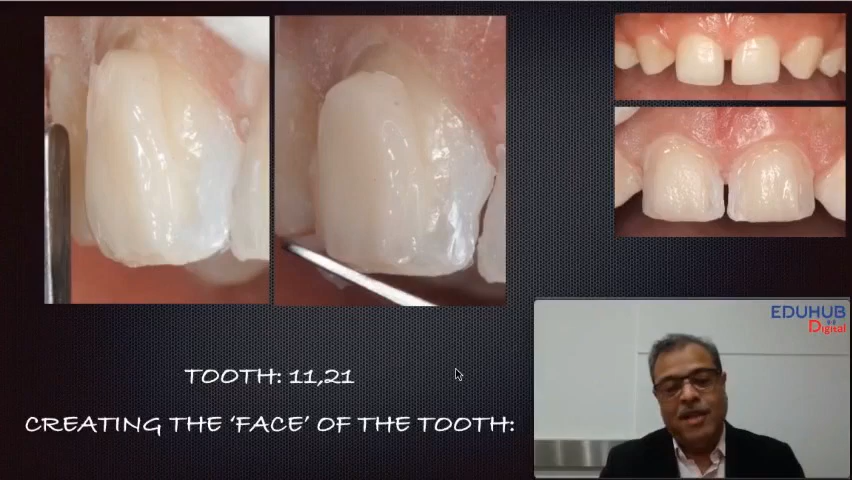 EDUHUB
Digital
TOOTH: 11,21
CREATING THE 'FACE' OF THE TOOTH: